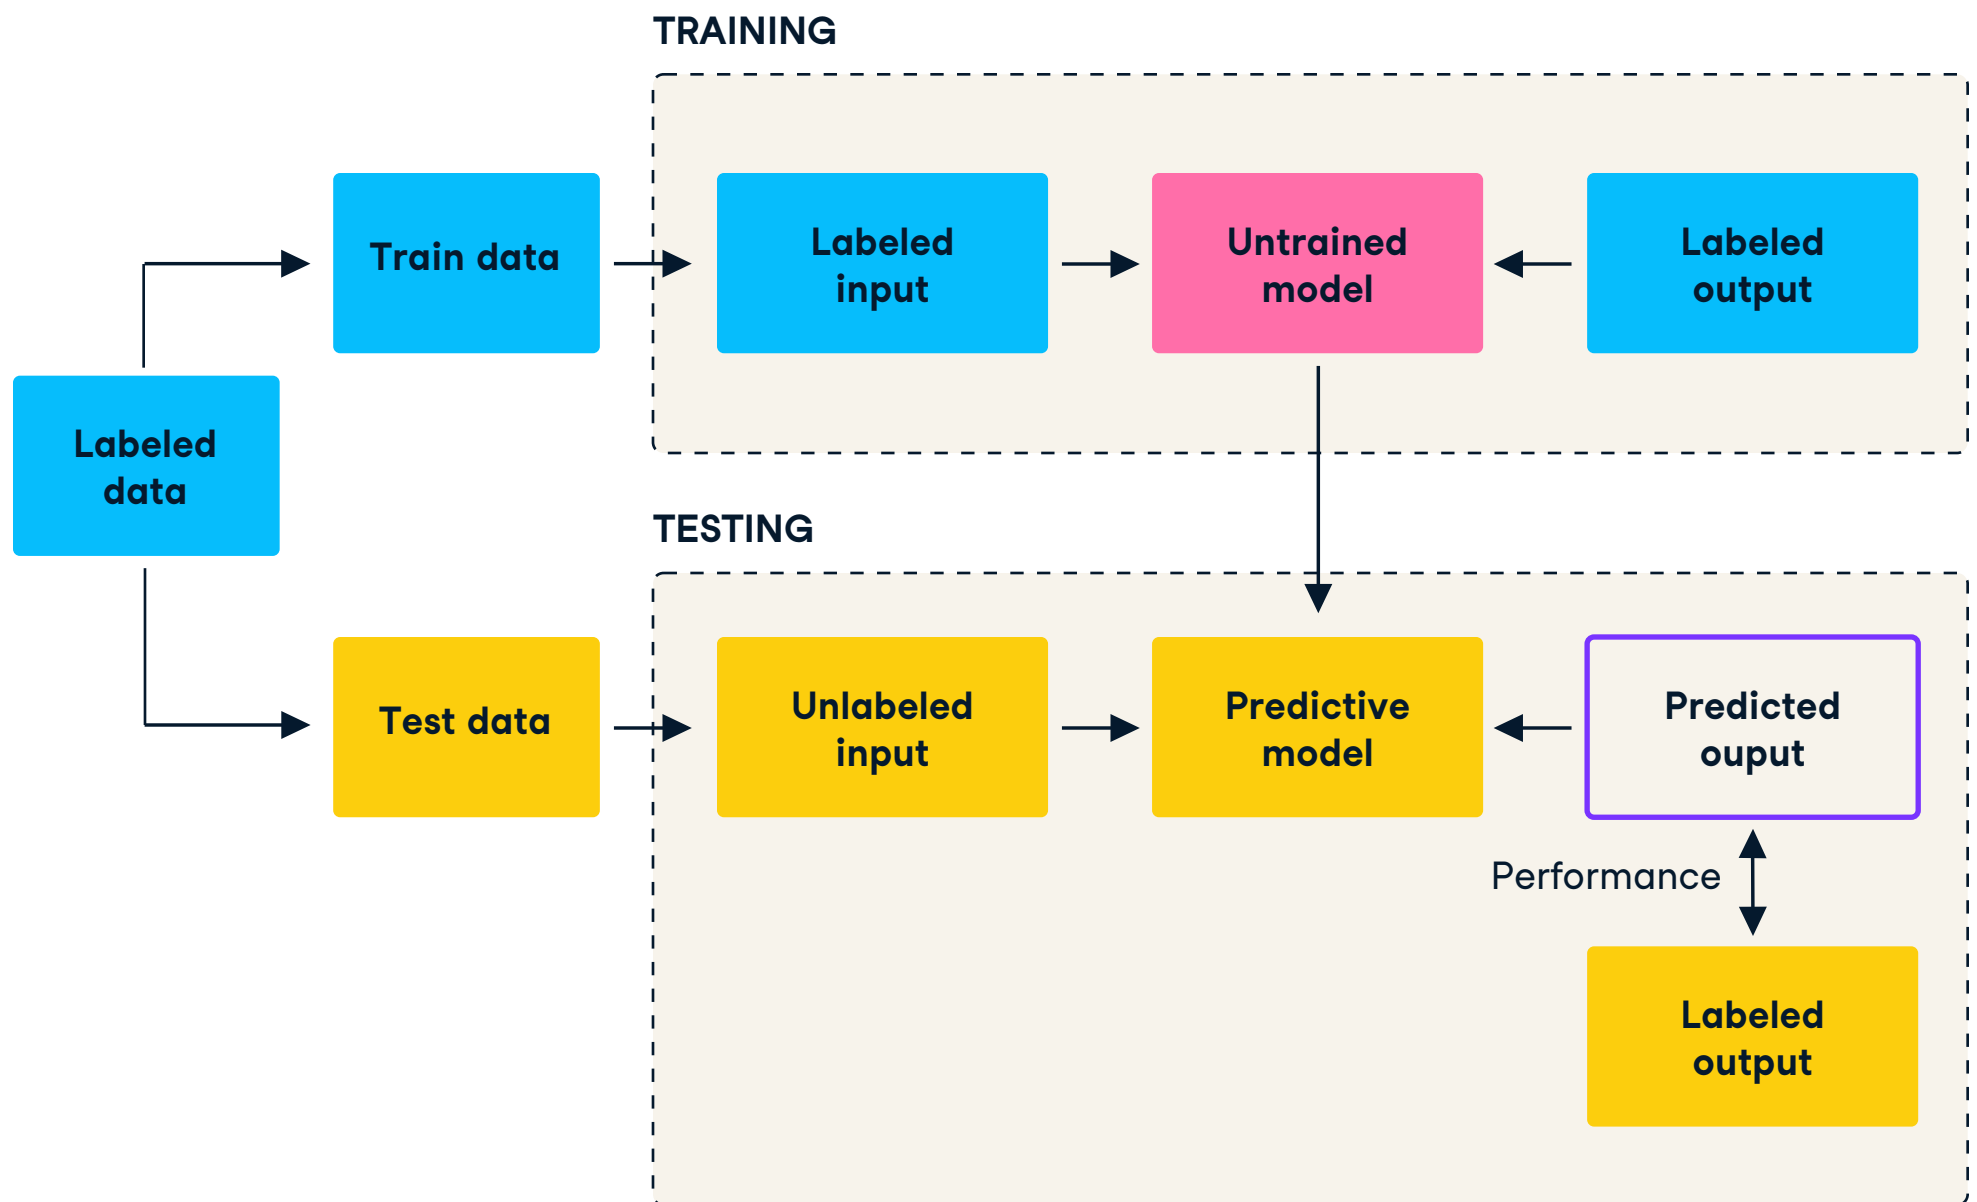 TRAINING
Train data
Labeled
input
Untrained
model
Labeled
output
Labeled
data
TESTING
Test data
Unlabeled
input
Predictive
model
Predicted
ouput
Performance
Labeled
output